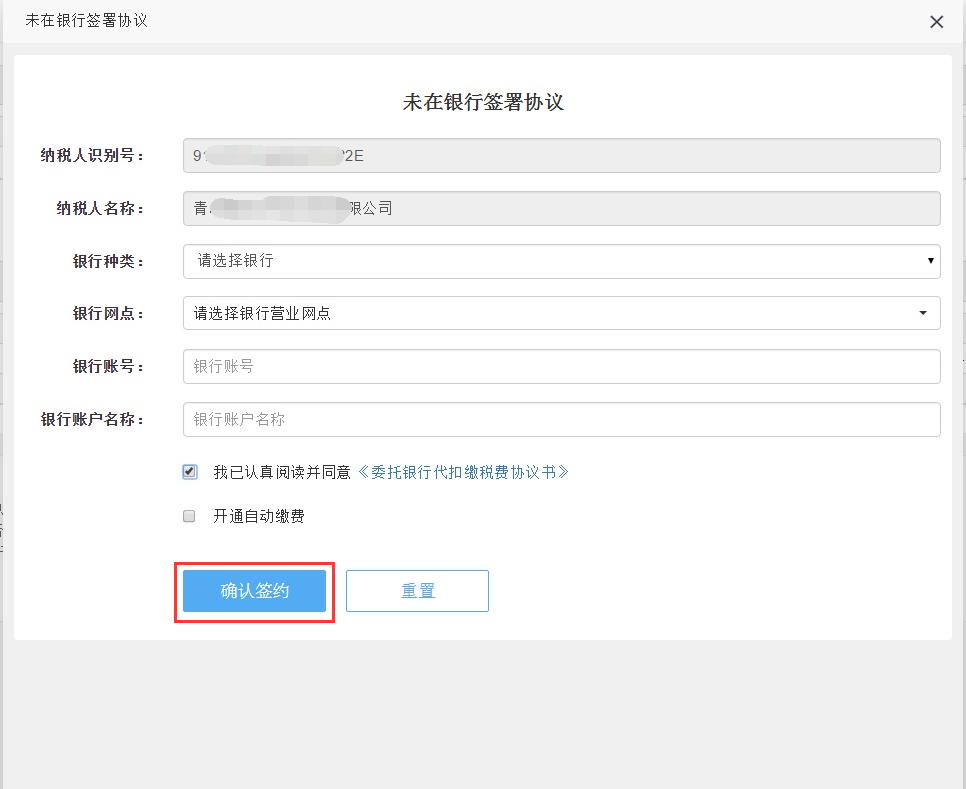 未在银行签署协议
未在银行签署协议
纳税人识别号： 91 2E
纳税人名称： 青 限公司
银行种类： 请选择银行
银行网点： 请选择银行营业网点
银行账号： 银行账号
银行账户名称： 银行账户名称
我已认真阅读并同意《委托银行代扣缴税费协议书》
开通自动缴费
确认签约 重置